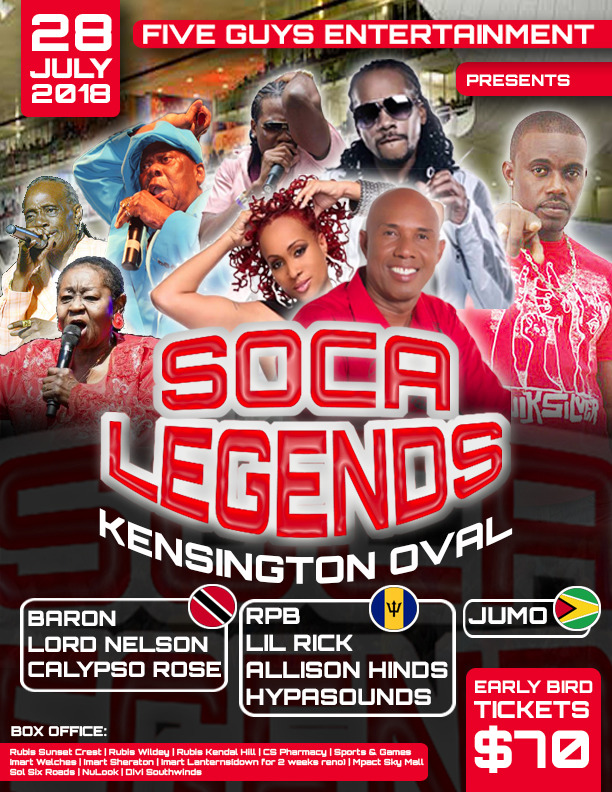 28
JULY
2018
FIVE GUYS ENTERTAINMENT
PRESENTS
SOCA
LEGENDS
KENSINGTON OVAL
BARON
LORD NELSON
CALYPSO ROSE
RPB
LIL RICK
ALLISON HINDS
HYPASOUNDS
JUMO
EARLY BIRD
TICKETS
$70
BOX OFFICE:
Rubis Sunset Crest | Rubis Wildey | Rubis Kendal Hill | CS Pharmacy | Sports & Games
Imart Welches | Imart Sheraton | Imart Lanterns(down for 2 weeks reno) | Mpact Sky Mall
Sol Six Roads | NuLook | Divi Southwinds